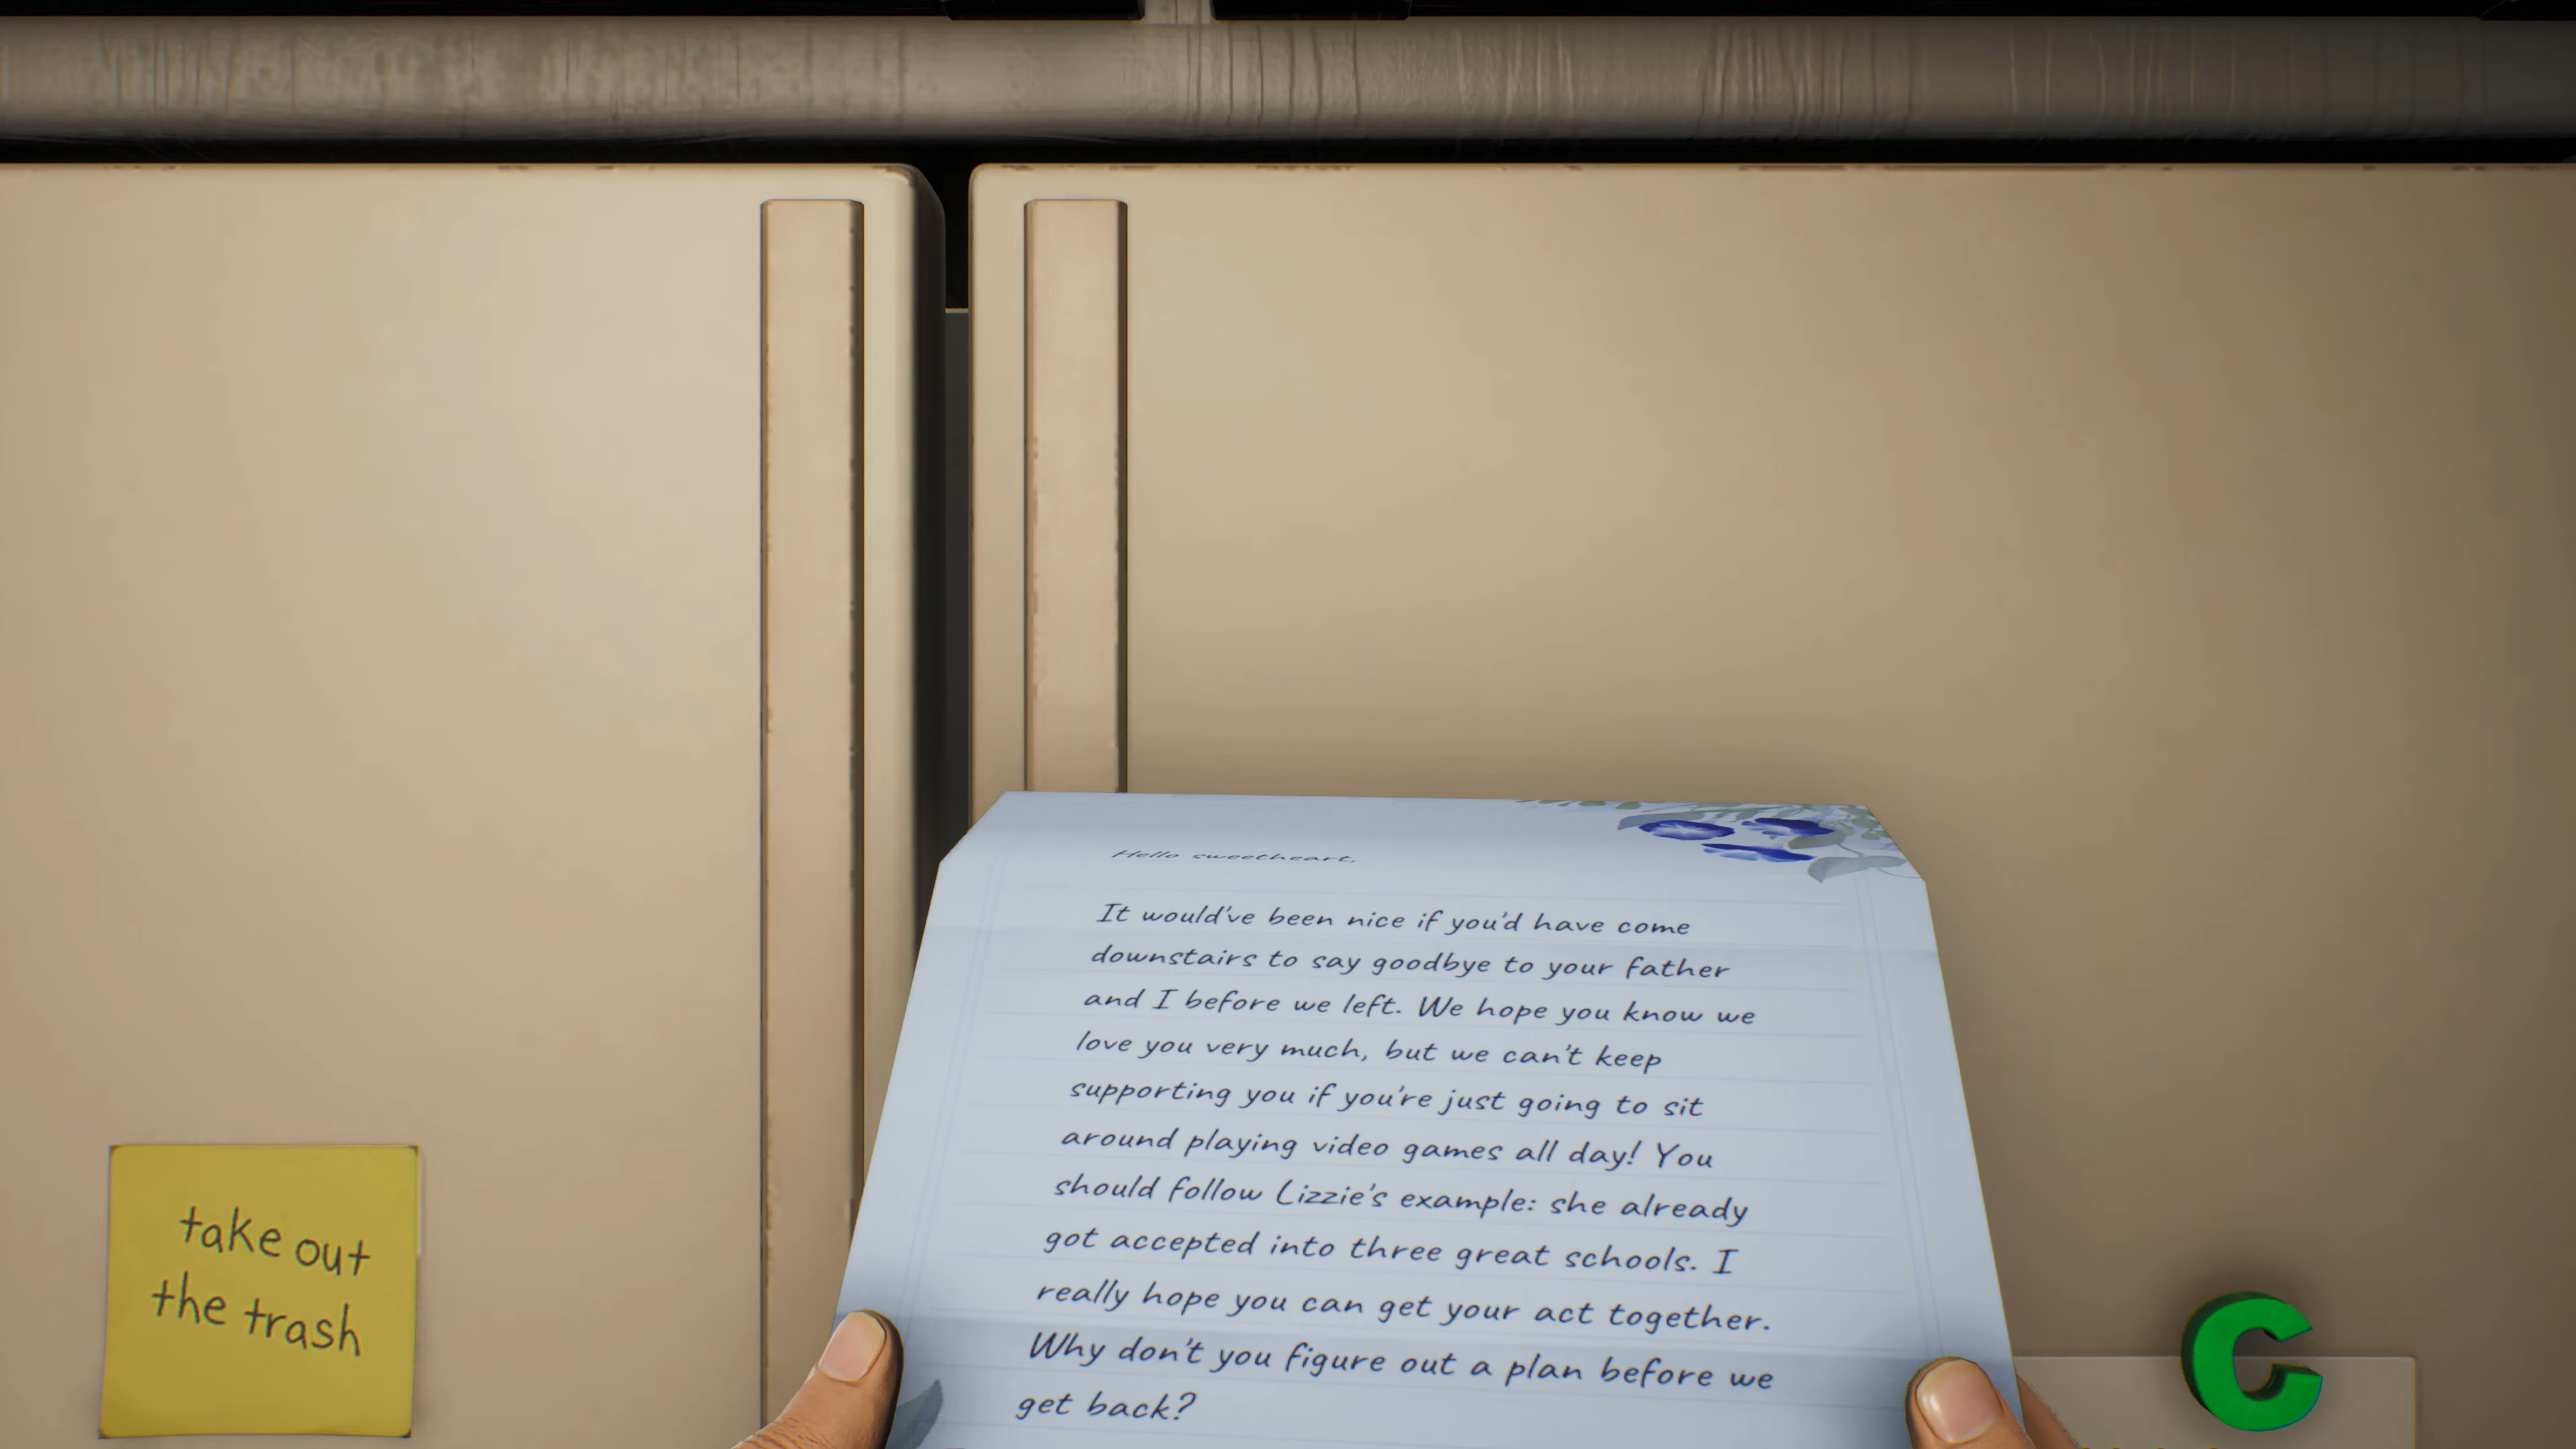 Hello sweetheart,
It would've been nice if you'd have come
downstairs to say goodbye to your father
and I before we left. We hope you know we
love you very much, but we can't keep
supporting you if you're just going to sit
around playing video games all day! You
should follow Lizzie's example: she already
got accepted into three great schools. I
really hope you can get your act together.
Why don't you figure out a plan before we
get back?
take out
the trash
C